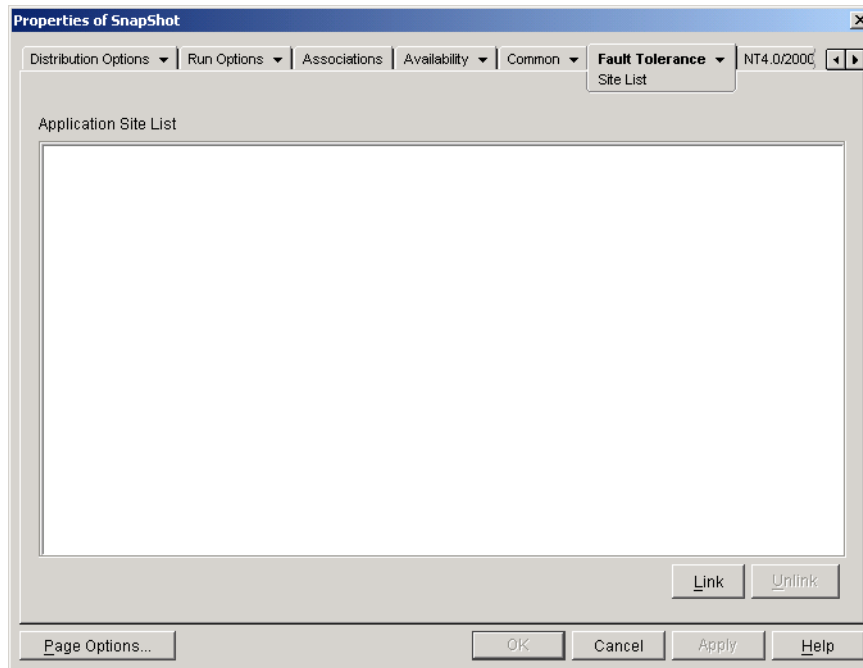 Properties of SnapShot
Distribution Options Run Options Associations Availability Common Fault Tolerance NT4.0/2000
Site List
Application Site List
Link Unlink
Page Options... OK Cancel Apply Help